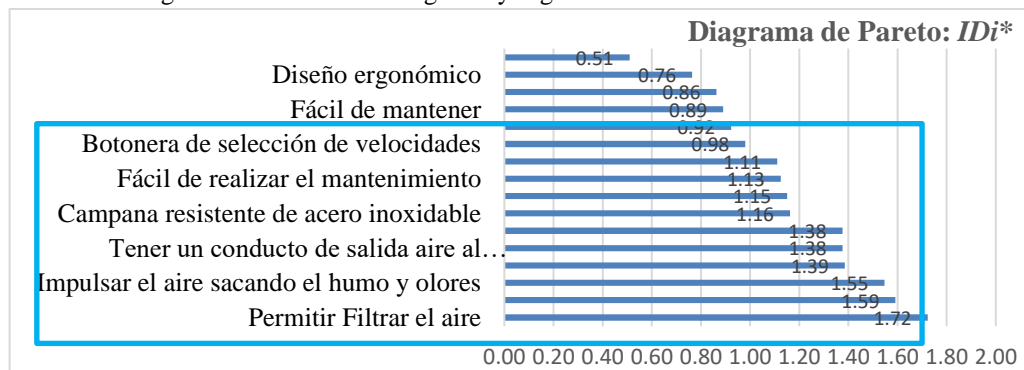 Diagrama de Pareto: IDi*
0.51
Diseño ergonómico 0.76
0.86
Fácil de mantener 0.89
0.92
Botonera de selección de velocidades 0.98
1.11
Fácil de realizar el mantenimiento 1.13
1.15
Campana resistente de acero inoxidable 1.16
1.38
Tener un conducto de salida aire al… 1.38
1.39
Impulsar el aire sacando el humo y olores 1.55
1.59
Permitir Filtrar el aire 1.72
0.00 0.20 0.40 0.60 0.80 1.00 1.20 1.40 1.60 1.80 2.00